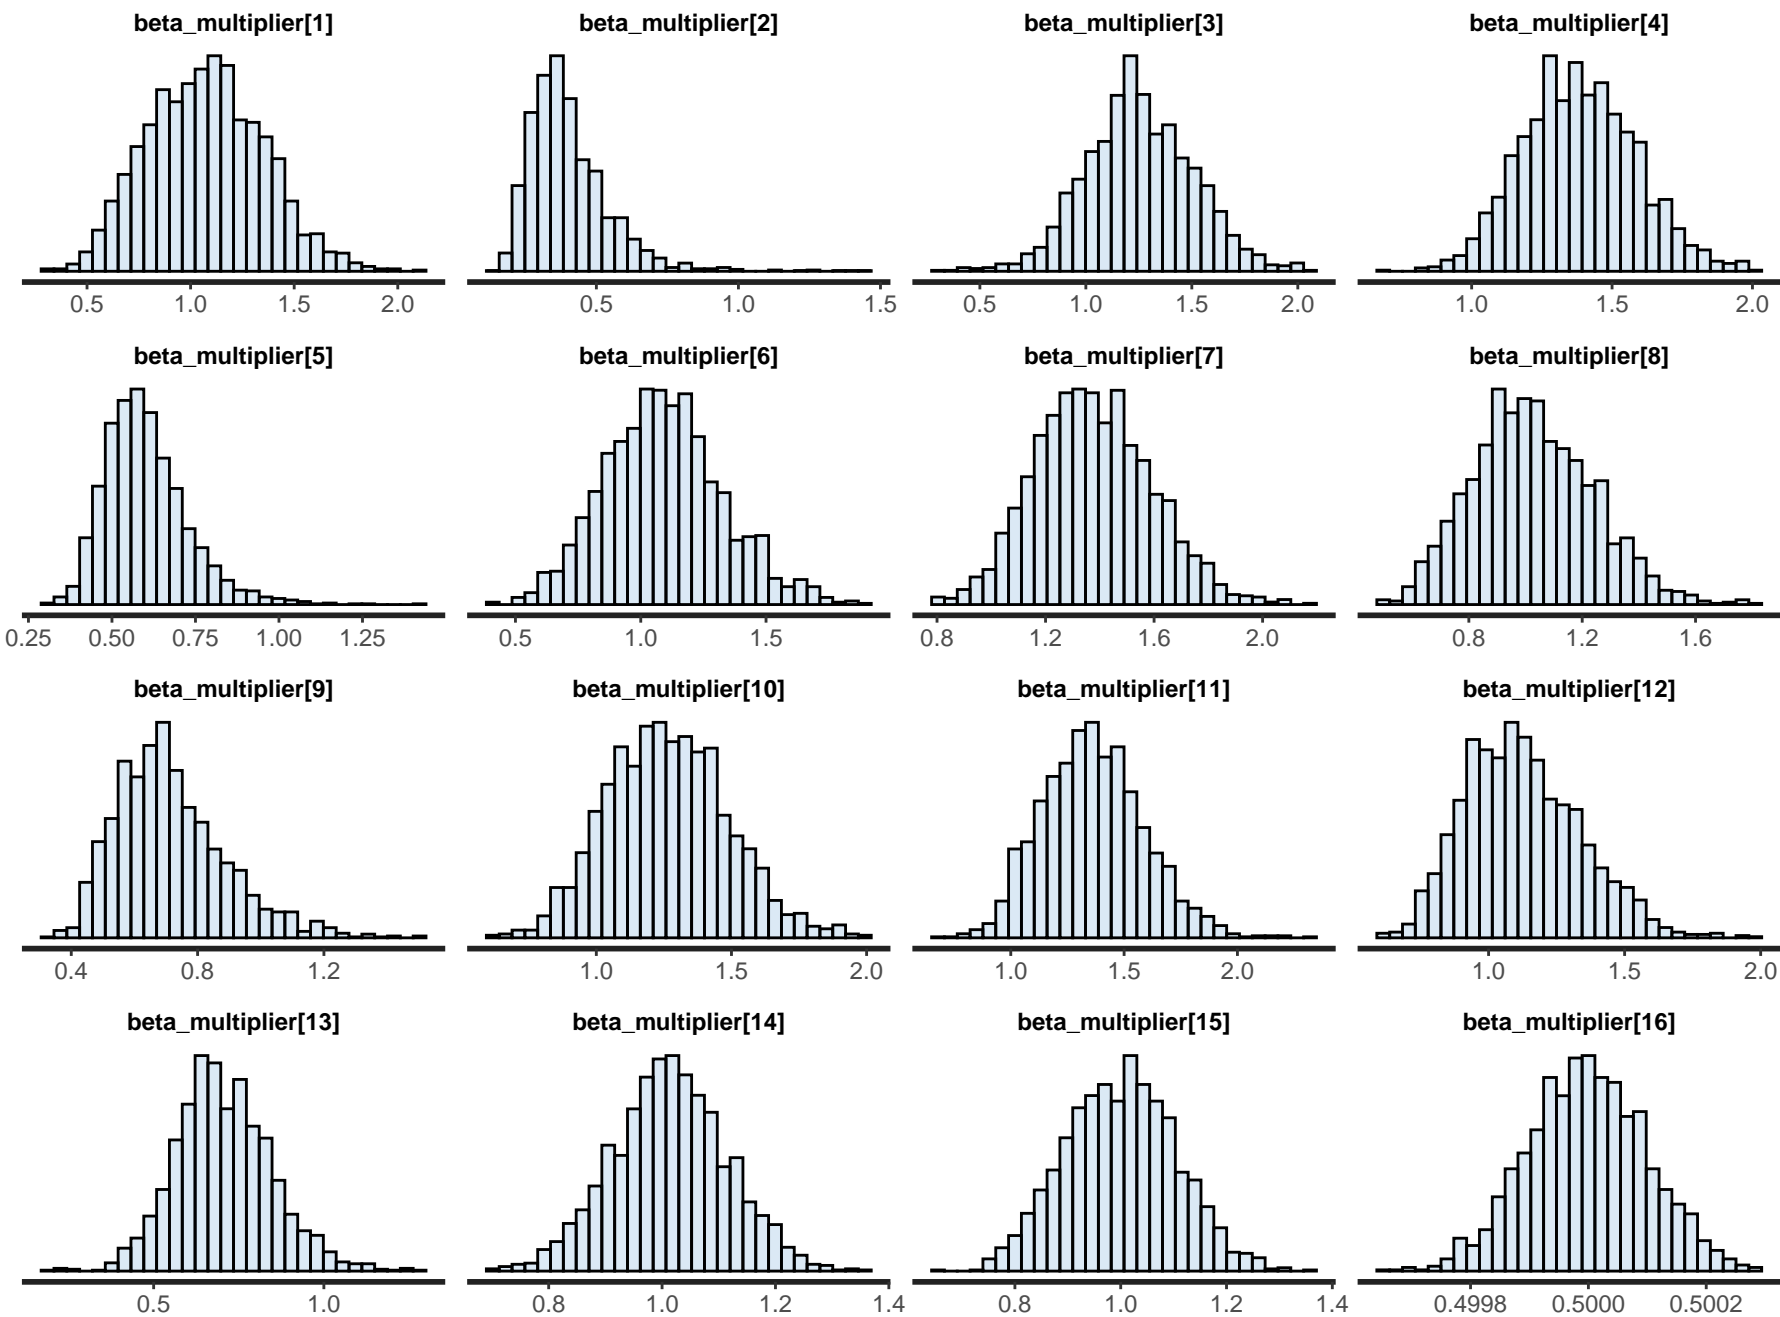 beta_multiplier[1] beta_multiplier[2] beta_multiplier[3] beta_multiplier[4]
0.5 1.0 1.5 2.0 0.5 1.0 1.5 0.5 1.0 1.5 2.0 1.0 1.5 2.0
beta_multiplier[5] beta_multiplier[6] beta_multiplier[7] beta_multiplier[8]
0.25 0.50 0.75 1.00 1.25 0.5 1.0 1.5 0.8 1.2 1.6 2.0 0.8 1.2 1.6
beta_multiplier[9] beta_multiplier[10] beta_multiplier[11] beta_multiplier[12]
0.4 0.8 1.2 1.0 1.5 2.0 1.0 1.5 2.0 1.0 1.5 2.0
beta_multiplier[13] beta_multiplier[14] beta_multiplier[15] beta_multiplier[16]
0.5 1.0 0.8 1.0 1.2 1.4 0.8 1.0 1.2 1.4 0.4998 0.5000 0.5002